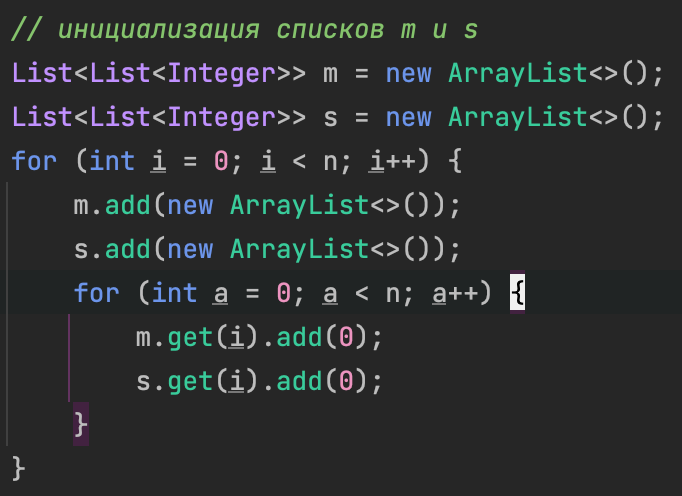 // инициализация списков m и s
List<List<Integer>> m = new ArrayList<>();
List<List<Integer>> s = new ArrayList<>();
for (int i = 0; i < n; i++) {
    m.add(new ArrayList<>());
    s.add(new ArrayList<>());
    for (int a = 0; a < n; a++) {
        m.get(i).add(0);
        s.get(i).add(0);
    }
}